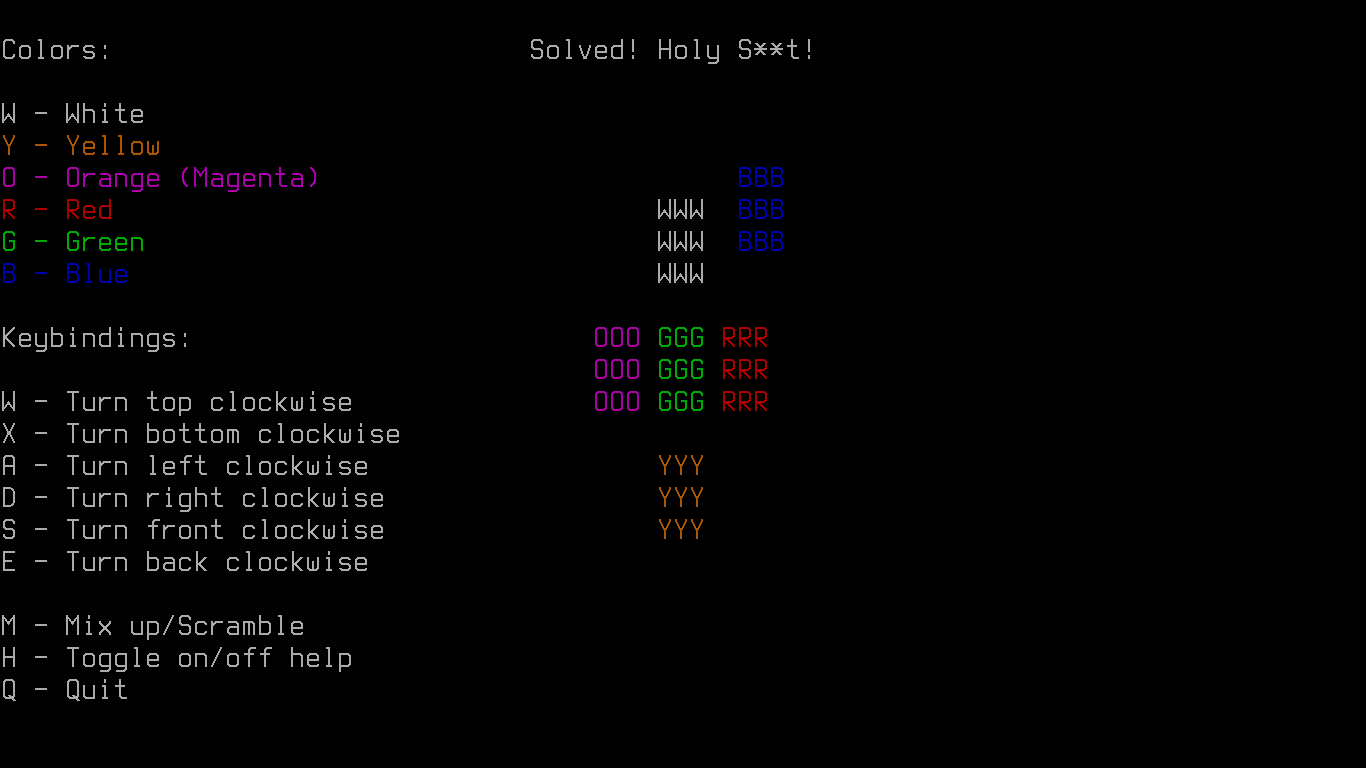 Colors: Solved! Holy S**t!
W - White
Y - Yellow
O - Orange (Magenta) BBB
R - Red WWW BBB
G - Green WWW BBB
B - Blue WWW
Keybindings: OOO GGG RRR
OOO GGG RRR
W - Turn top clockwise OOO GGG RRR
X - Turn bottom clockwise
A - Turn left clockwise YYY
D - Turn right clockwise YYY
S - Turn front clockwise YYY
E - Turn back clockwise
M - Mix up/Scramble
H - Toggle on/off help
Q - Quit